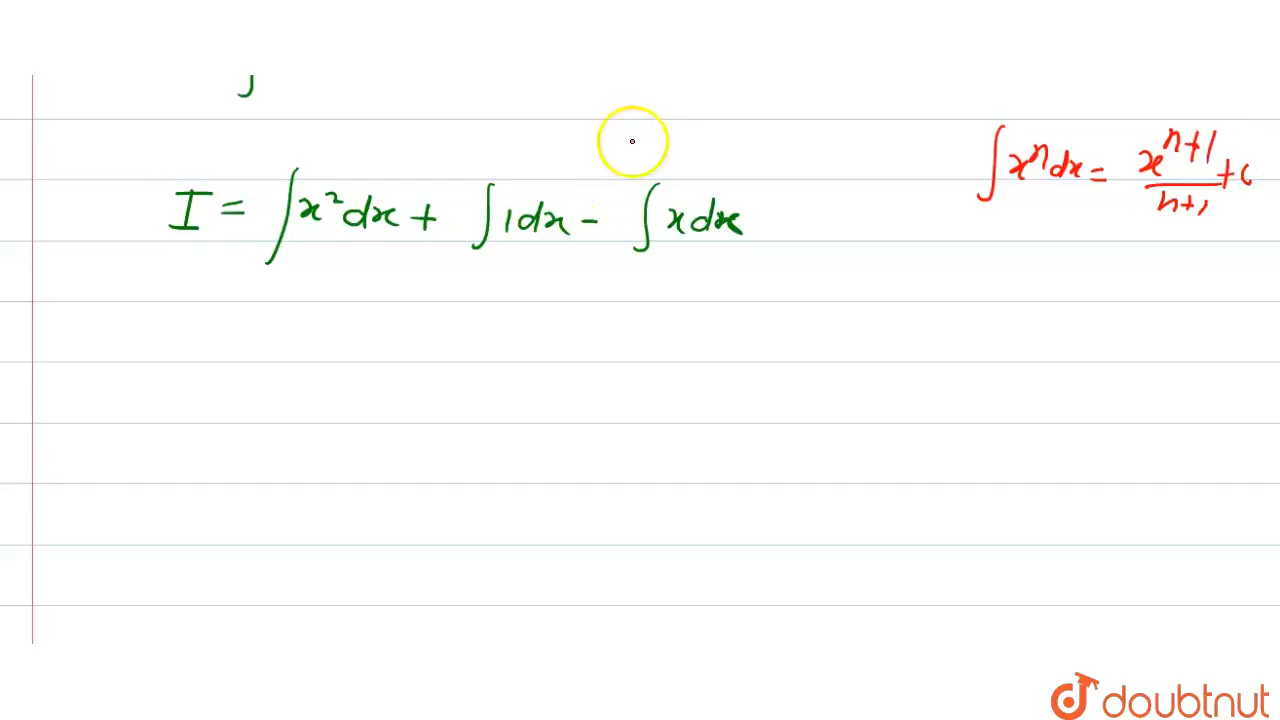 I = ∫x²dx + ∫1dx - ∫xdx
∫xⁿdx = xⁿ⁺¹/n+1 + c
doubtnut